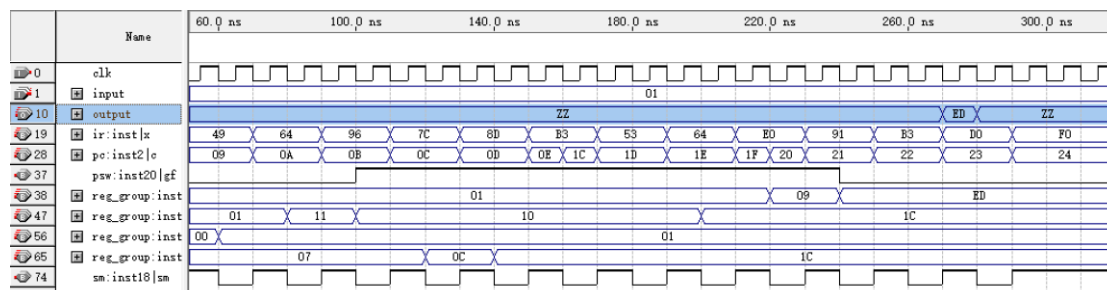 60.0 ns 100.0 ns 140.0 ns 180.0 ns 220.0 ns 260.0 ns 300.0 ns
Name
0 clk
1 input 01
10 output ZZ ED ZZ
19 ir:inst|x 49 64 96 7C 8D B3 53 64 E0 91 B3 D0 F0
28 pc:inst2|c 09 0A 0B 0C 0D 0E 1C 1D 1E 1F 20 21 22 23 24
37 psw:inst20|gf
38 reg_group:inst 01 09 ED
47 reg_group:inst 01 11 10 1C
56 reg_group:inst 00 01
65 reg_group:inst 07 0C 1C
74 sm:inst18|sm